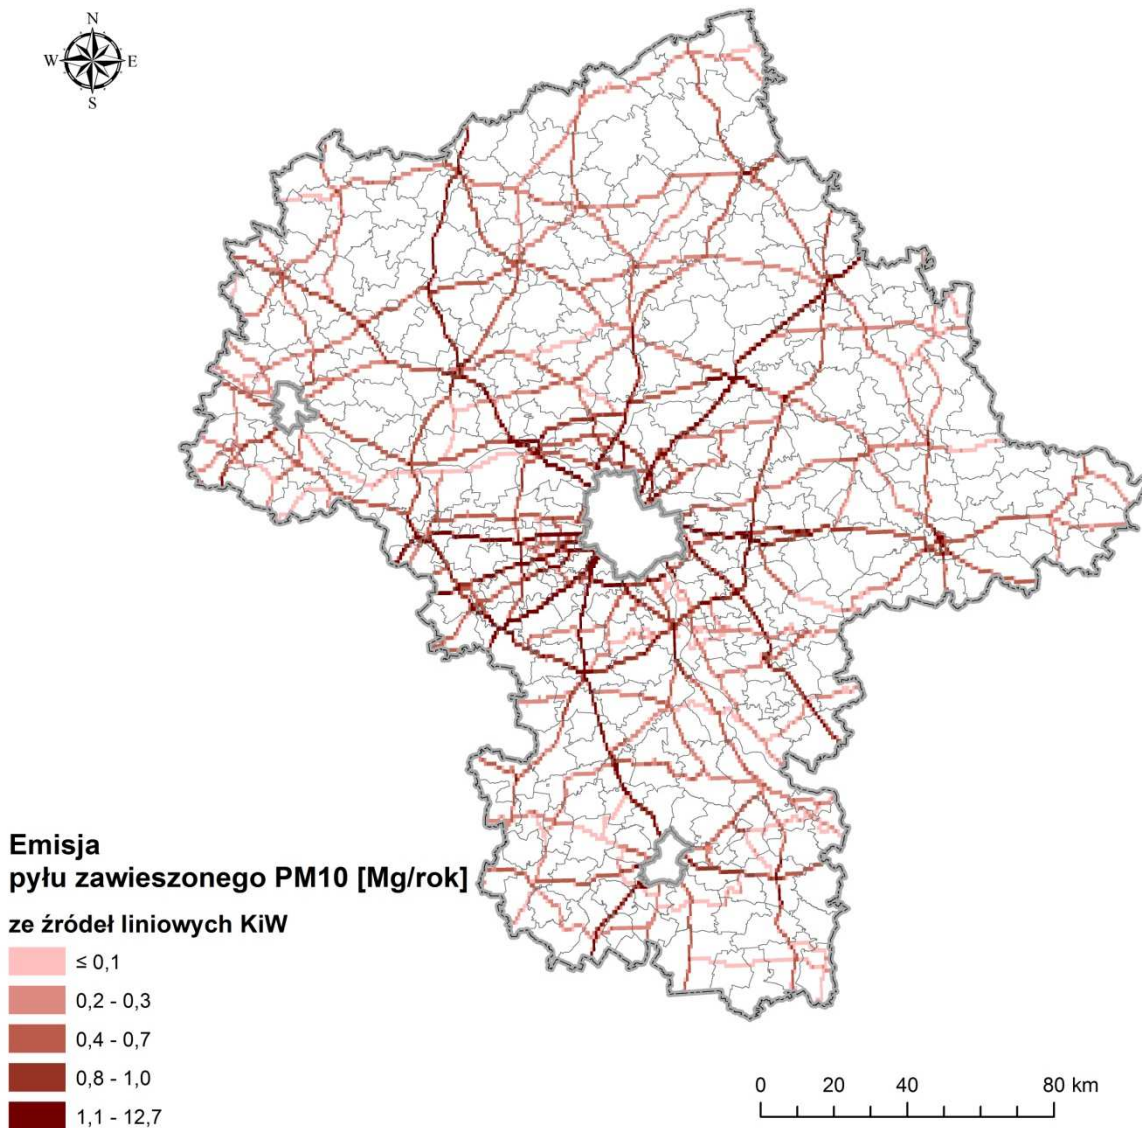 N
W E
S
Emisja
pyłu zawieszonego PM10 [Mg/rok]
ze źródeł liniowych KiW
≤ 0,1
0,2 - 0,3
0,4 - 0,7
0,8 - 1,0
1,1 - 12,7
0 20 40 80 km